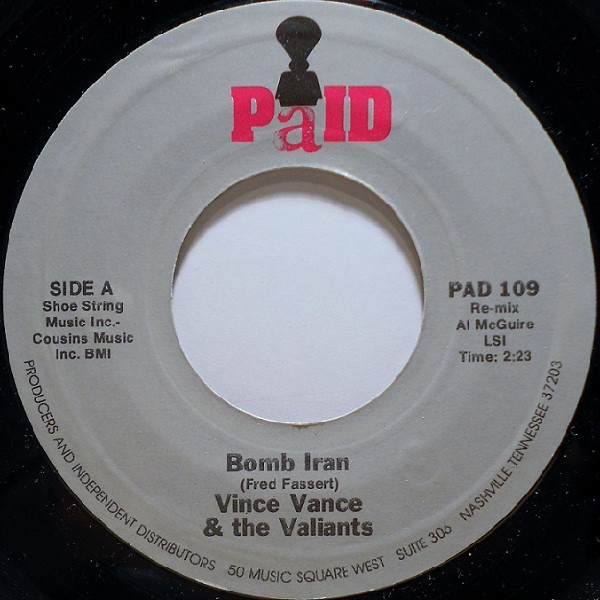 PaID
SIDE A
Shoe String
Music Inc.-
Cousins Music
Inc. BMI
PAD 109
Re-mix
Al McGuire
LSI
Time: 2:23
Bomb Iran
(Fred Fassert)
Vince Vance
& the Valiants
PRODUCERS AND INDEPENDENT DISTRIBUTORS 50 MUSIC SQUARE WEST SUITE 306 NASHVILLE, TENNESSEE 37203